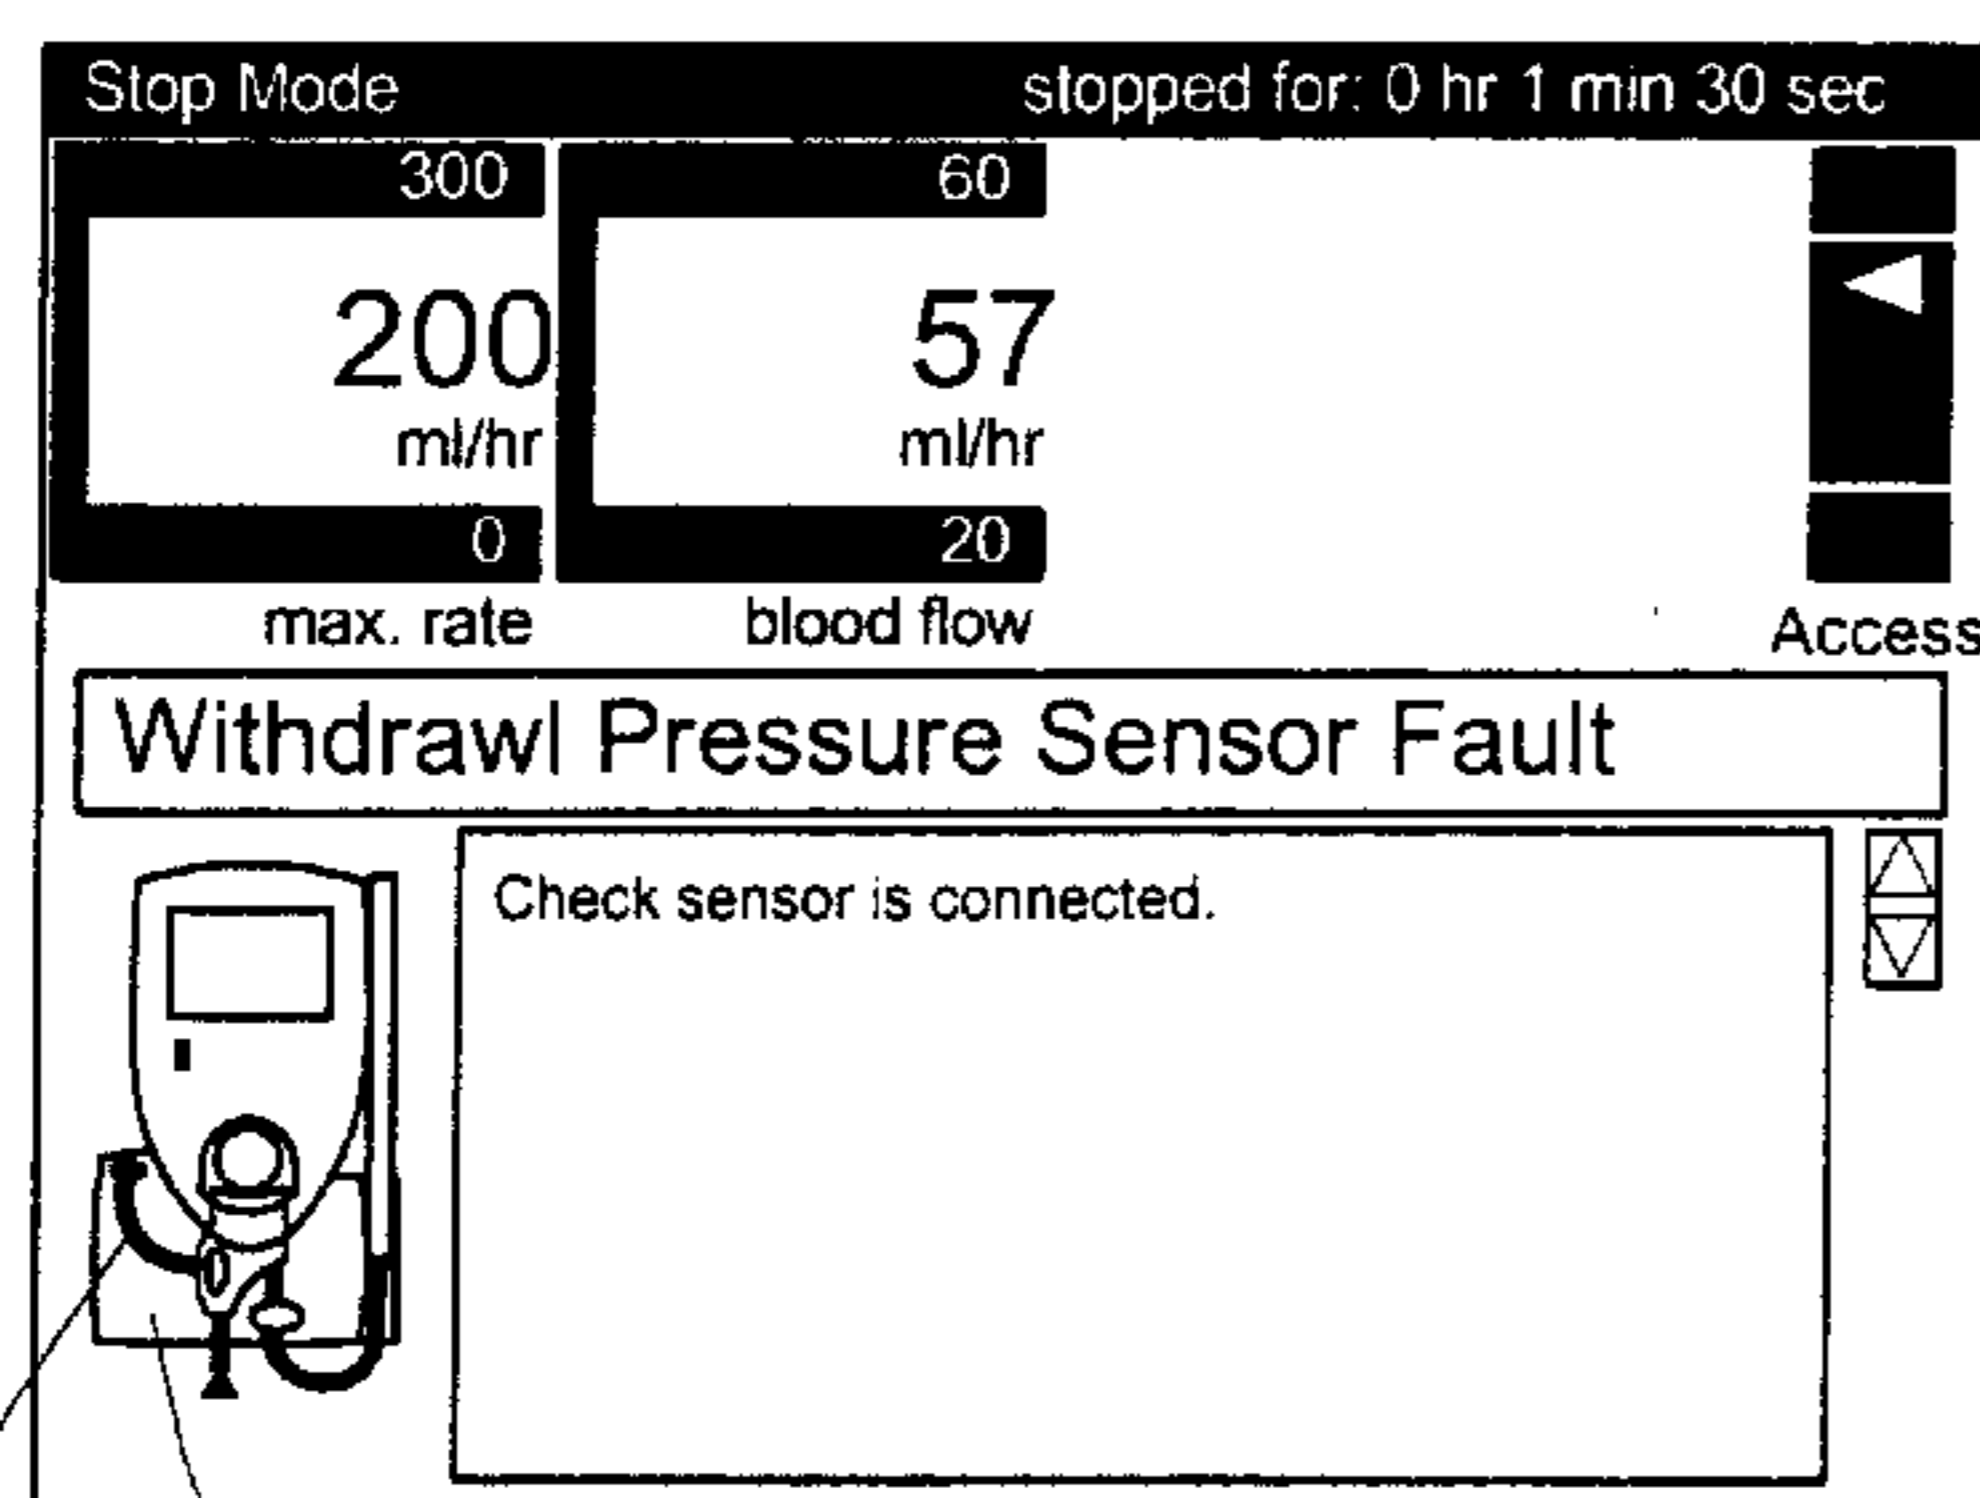 Stop Mode stopped for: 0 hr 1 min 30 sec
300 60
200 57
ml/hr ml/hr
0 20
max. rate blood flow Access
Withdrawl Pressure Sensor Fault
Check sensor is connected.